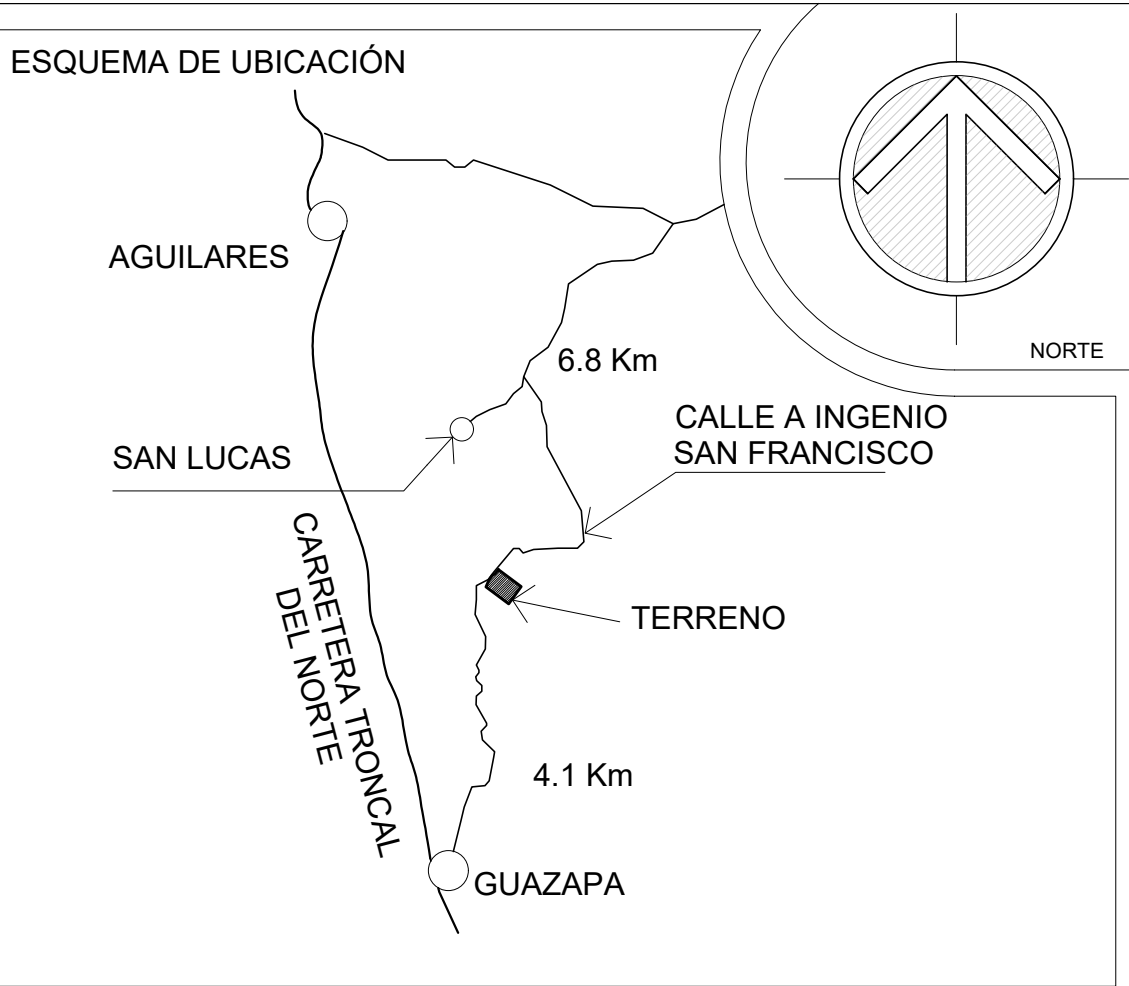 ESQUEMA DE UBICACIÓN
AGUILARES
NORTE
6.8 Km
CALLE A INGENIO
SAN FRANCISCO
SAN LUCAS
CARRETERA TRONCAL
DEL NORTE
TERRENO
4.1 Km
GUAZAPA